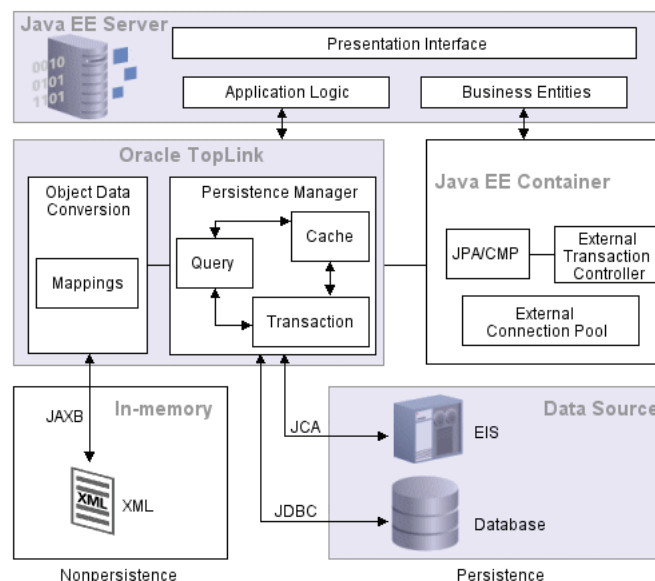 Java EE Server
0010
0101
1101
Presentation Interface
Application Logic
Business Entities
Oracle TopLink
Object Data
Conversion
Mappings
Persistence Manager
Cache
Query
Transaction
Java EE Container
JPA/CMP
External
Transaction
Controller
External
Connection Pool
In-memory
JAXB
XML
XML
Data Source
JCA
EIS
JDBC
Database
Nonpersistence
Persistence